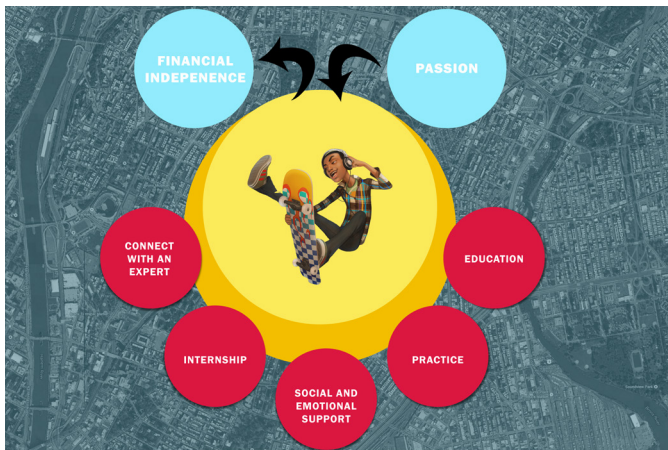 FINANCIAL
INDEPENENCE
PASSION
CONNECT
WITH AN
EXPERT
EDUCATION
INTERNSHIP
PRACTICE
SOCIAL AND
EMOTIONAL
SUPPORT